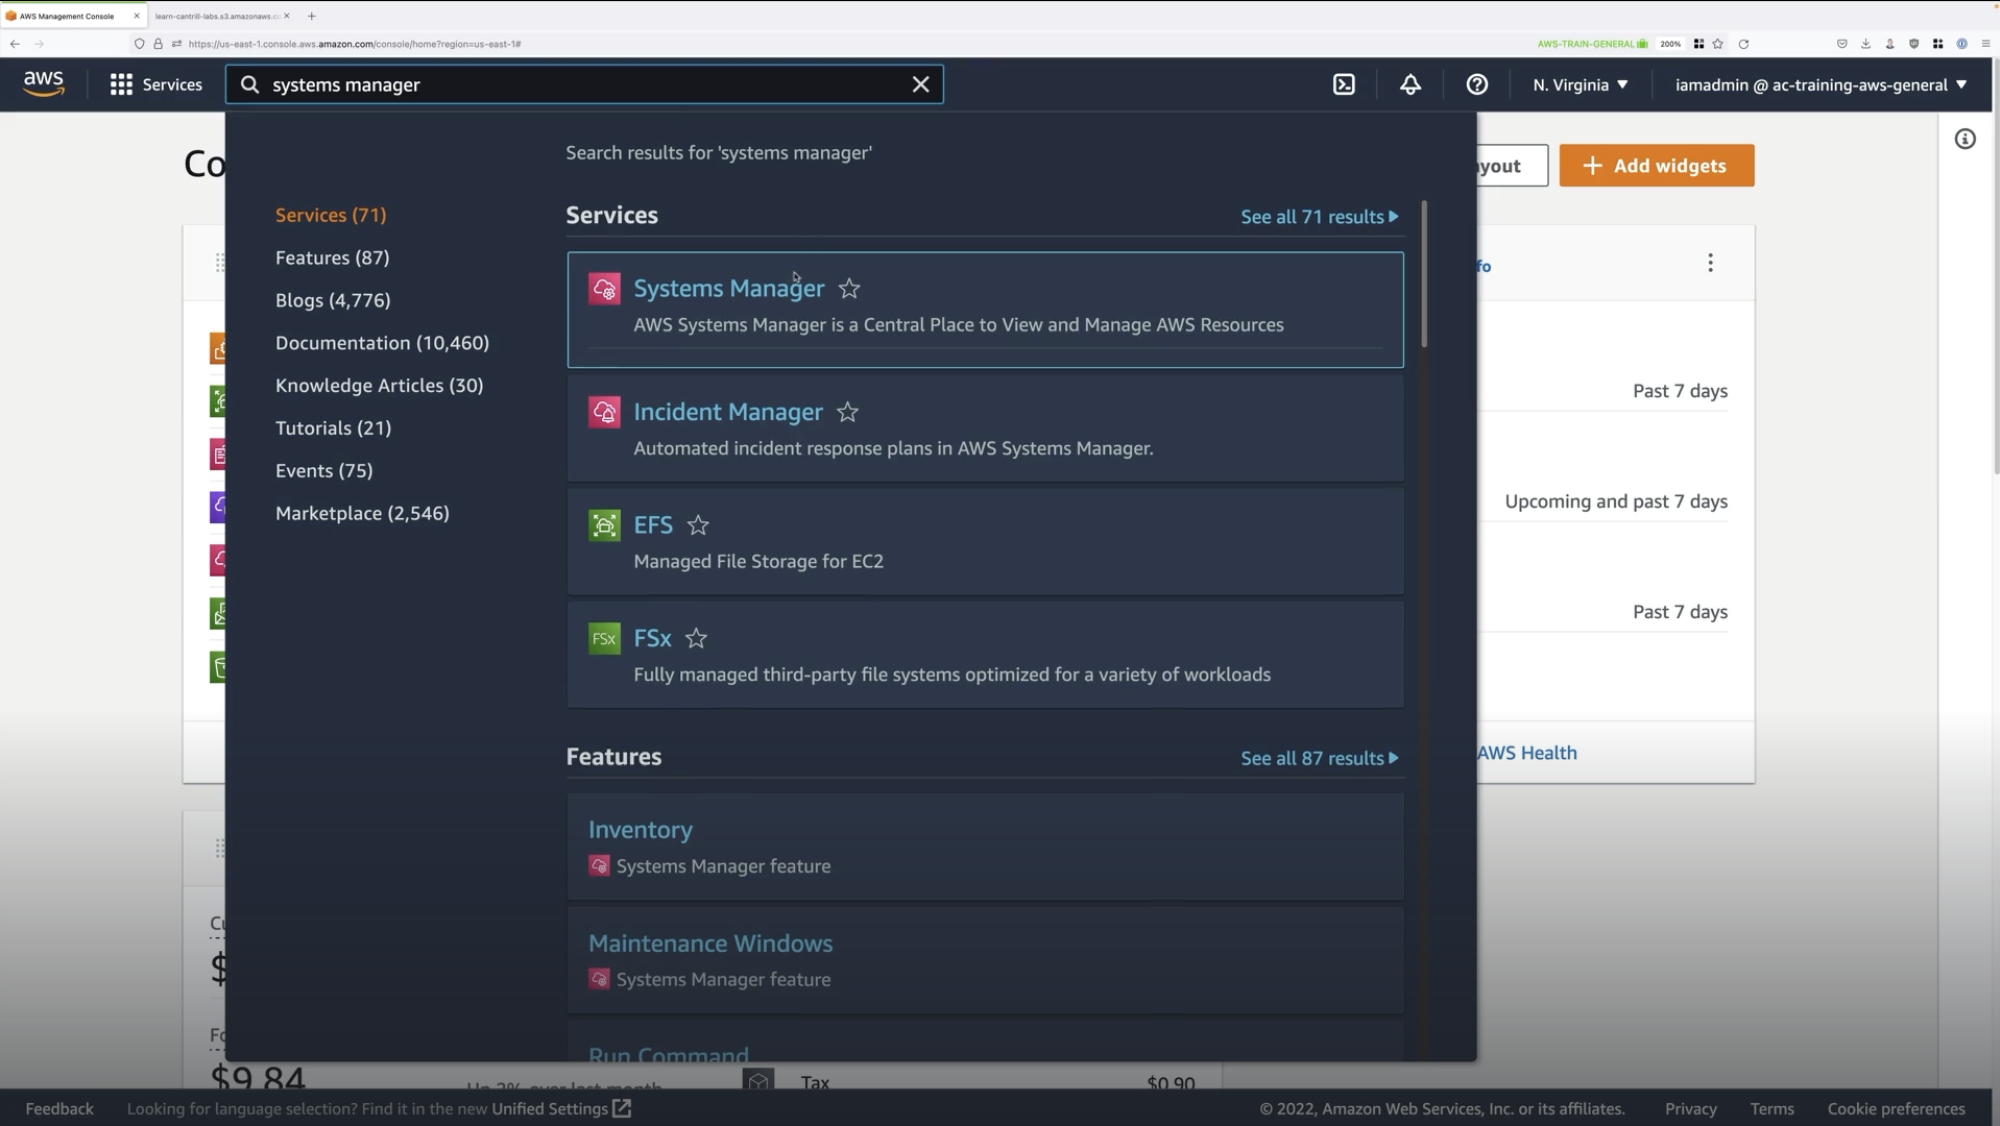 AWS Management Console
learn-cantrill-labs.s3.amazonaws.c
https://us-east-1.console.aws.amazon.com/console/home?region=us-east-1#
AWS-TRAIN-GENERAL
200%
aws
Services
systems manager
N. Virginia
iamadmin @ ac-training-aws-general
Co
Search results for 'systems manager'
yout
Add widgets
Services (71)
Features (87)
Blogs (4,776)
Documentation (10,460)
Knowledge Articles (30)
Tutorials (21)
Events (75)
Marketplace (2,546)
Services
See all 71 results
Systems Manager
AWS Systems Manager is a Central Place to View and Manage AWS Resources
Incident Manager
Automated incident response plans in AWS Systems Manager.
EFS
Managed File Storage for EC2
FSx
FSx
Fully managed third-party file systems optimized for a variety of workloads
Features
See all 87 results
Inventory
Systems Manager feature
Maintenance Windows
Systems Manager feature
Run Command
fo
Past 7 days
Upcoming and past 7 days
Past 7 days
AWS Health
Cu
$
Fo
$9.84
Up 2% over last month
Tax
$0.90
Feedback
Looking for language selection? Find it in the new Unified Settings
© 2022, Amazon Web Services, Inc. or its affiliates.
Privacy
Terms
Cookie preferences